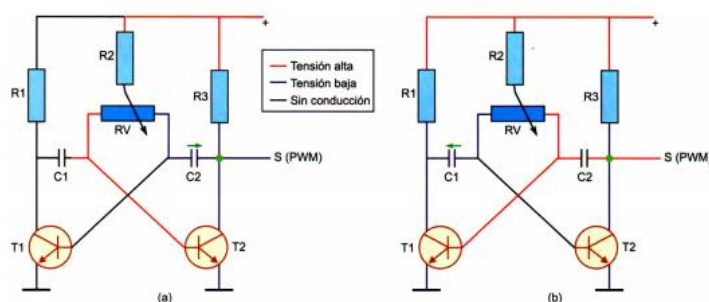 R1
R2
R3
RV
C1
C2
T1
T2
+
S (PWM)
(a)
Tensión alta
Tensión baja
Sin conducción
R1
R2
R3
RV
C1
C2
T1
T2
+
S (PWM)
(b)